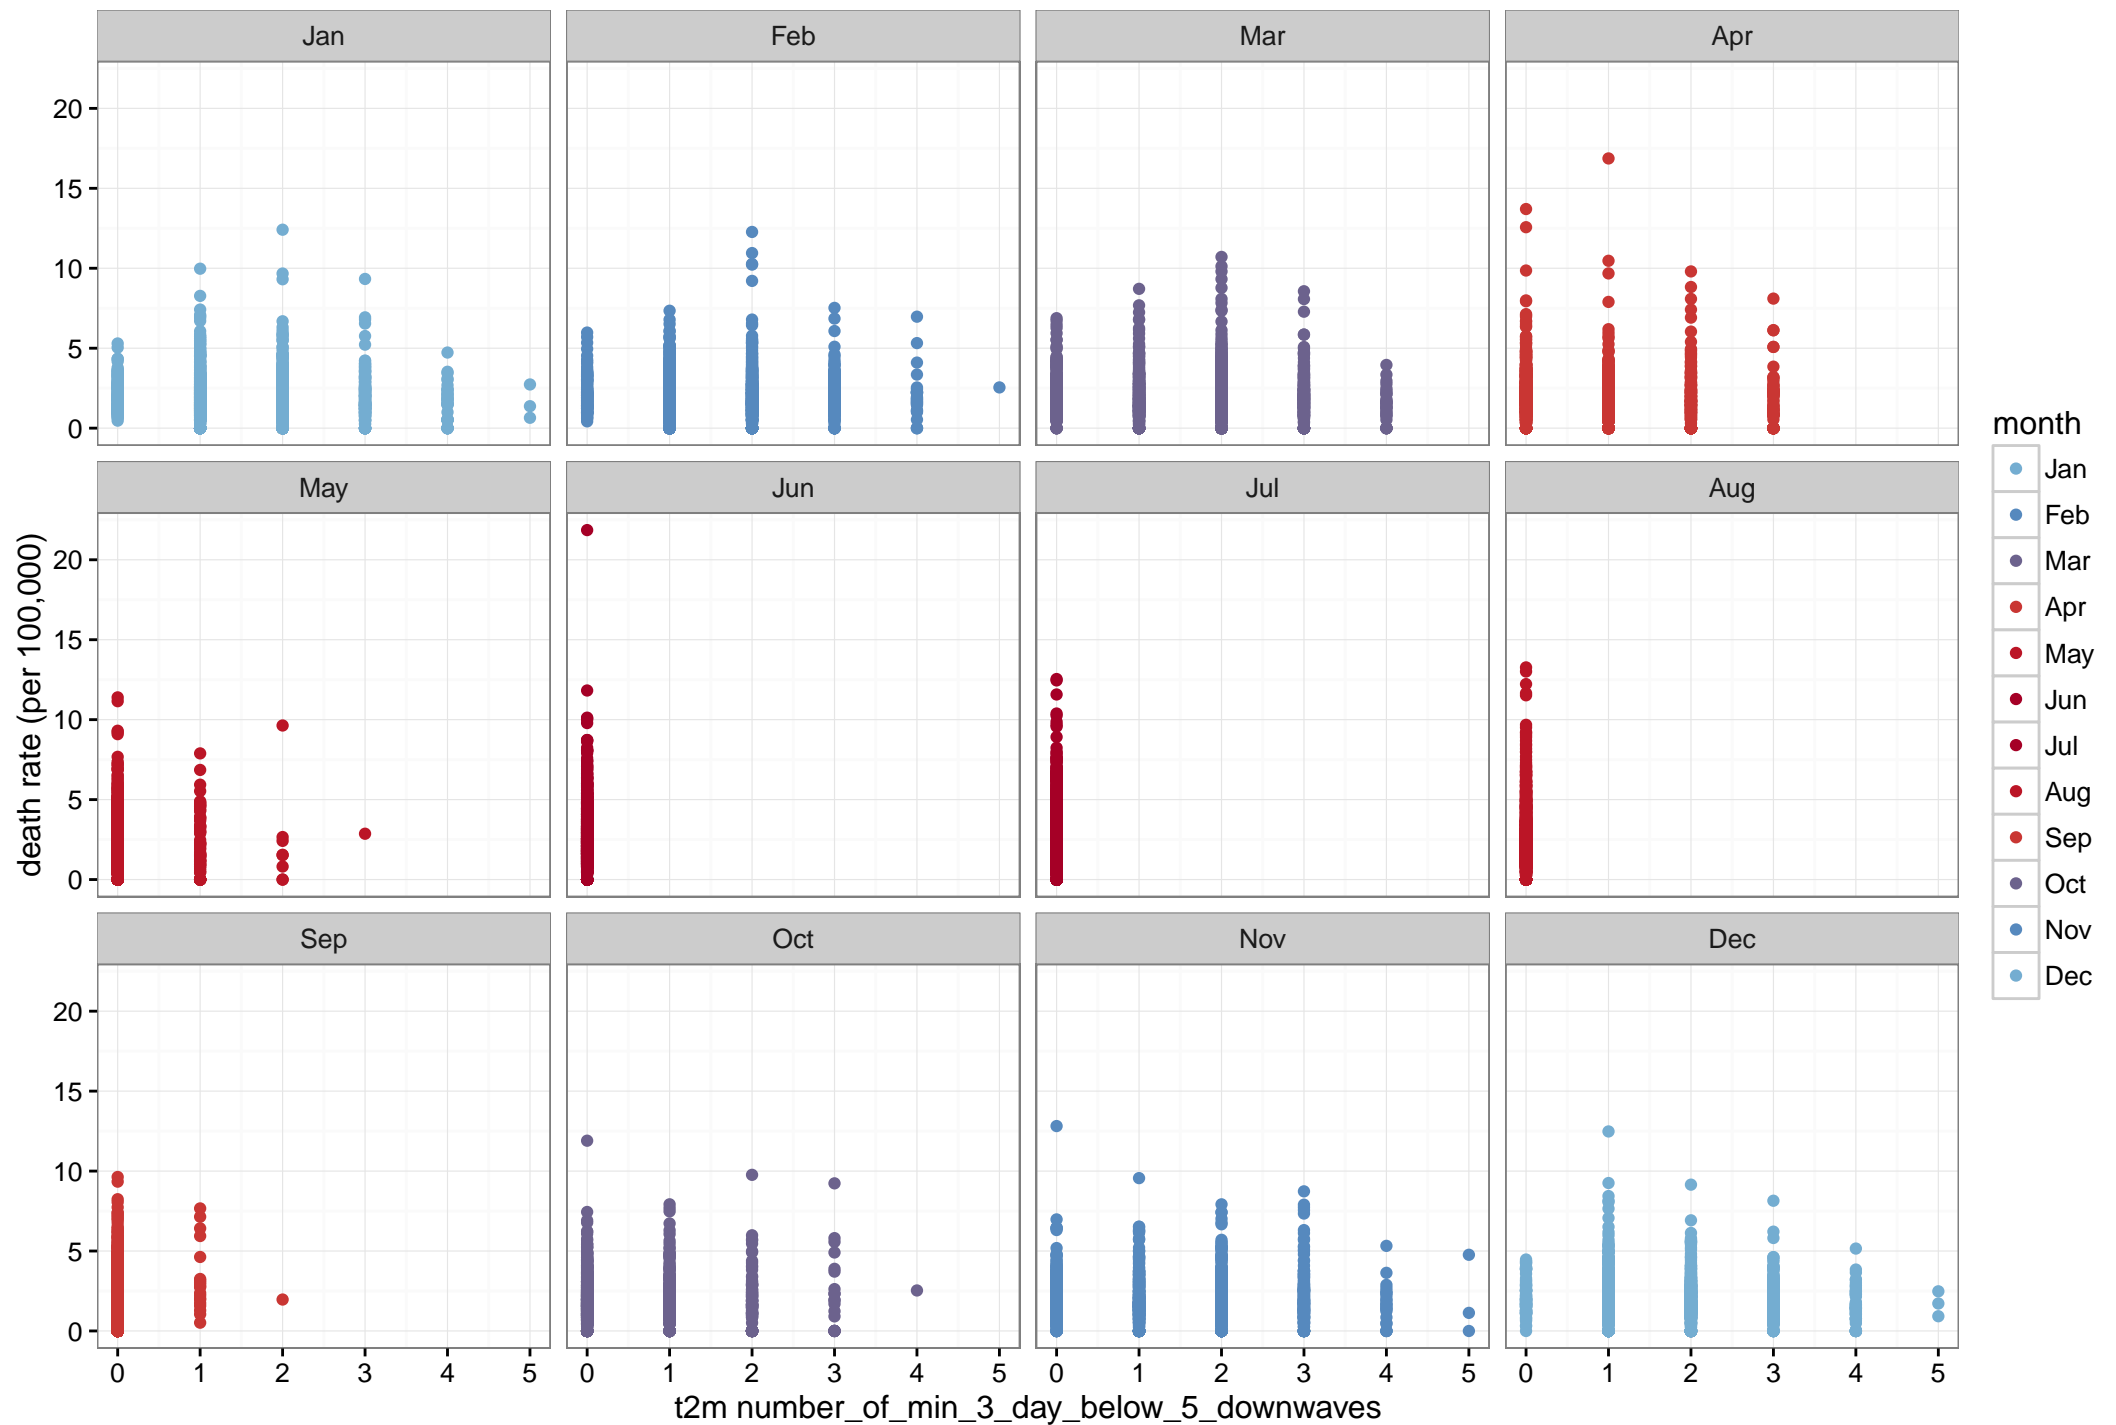 Jan Feb Mar Apr
20
15
10
5
0
May Jun Jul Aug
20
15
10
5
0
Sep Oct Nov Dec
20
15
10
5
0
0 1 2 3 4 5 0 1 2 3 4 5 0 1 2 3 4 5 0 1 2 3 4 5
t2m number_of_min_3_day_below_5_downwaves
death rate (per 100,000)
month
Jan
Feb
Mar
Apr
May
Jun
Jul
Aug
Sep
Oct
Nov
Dec